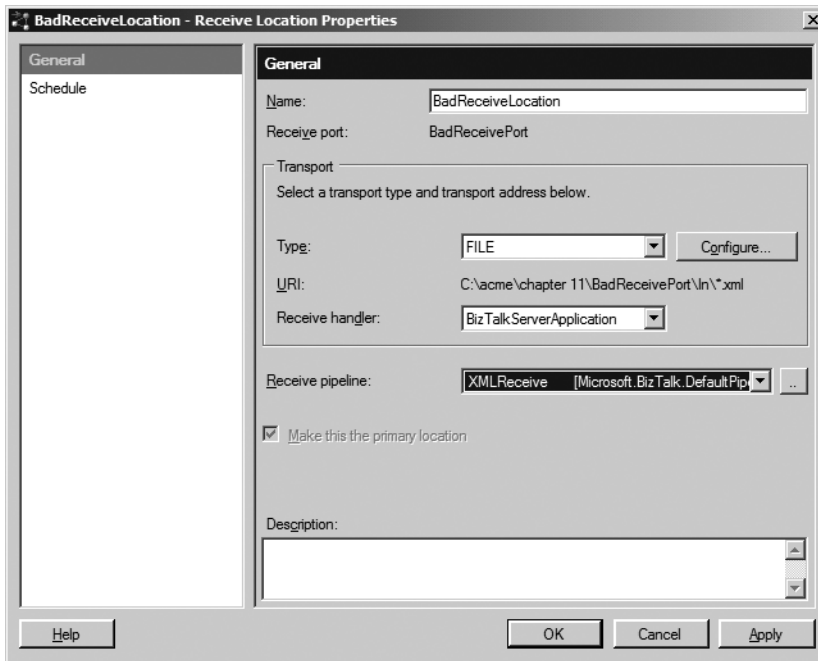 BadReceiveLocation - Receive Location Properties
General
Schedule
General
Name: BadReceiveLocation
Receive port: BadReceivePort
Transport
Select a transport type and transport address below.
Type: FILE Configure...
URI: C:\acme\chapter 11\BadReceivePort\In\*.xml
Receive handler: BizTalkServerApplication
Receive pipeline: XMLReceive [Microsoft.BizTalk.DefaultPip ..
Make this the primary location
Description:
Help OK Cancel Apply